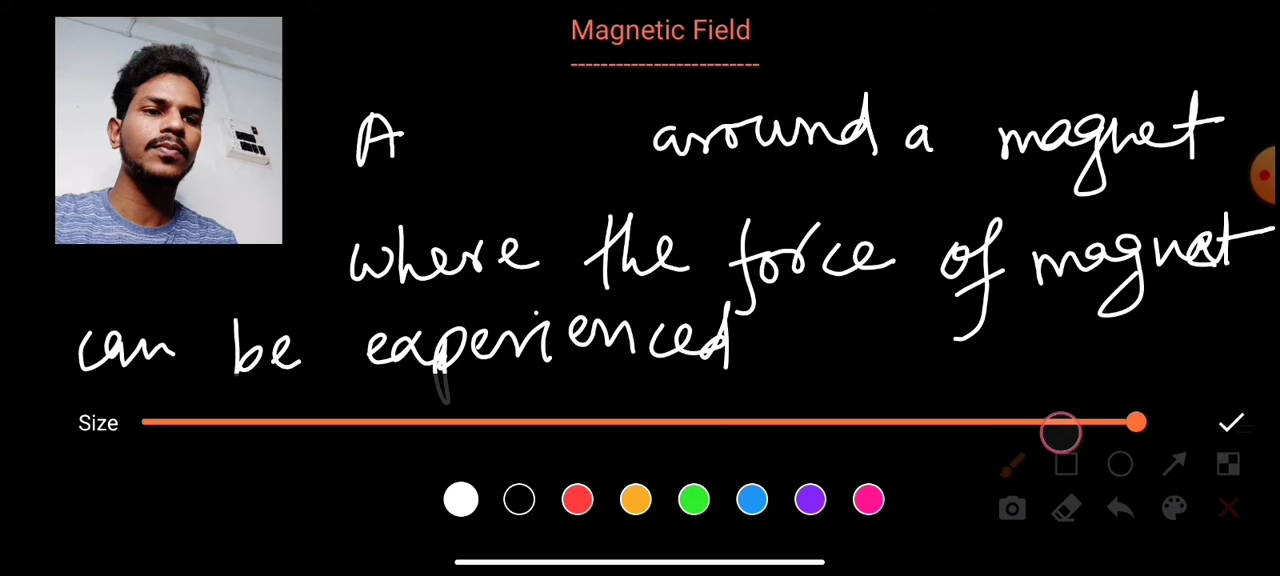 Magnetic Field
-------------------------
A around a magnet
where the force of magnet
can be experienced
Size